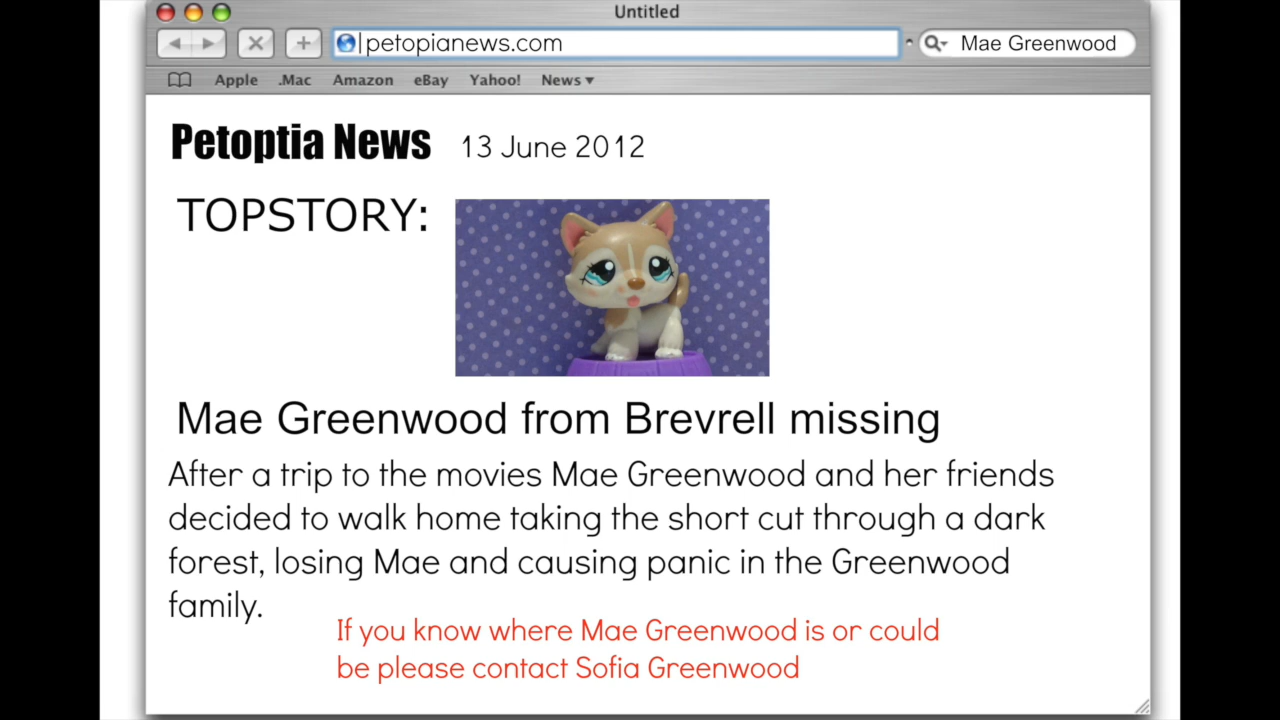 Untitled
petopianews.com
Mae Greenwood
Apple .Mac Amazon eBay Yahoo! News
Petoptia News 13 June 2012
TOPSTORY:
Mae Greenwood from Brevrell missing
After a trip to the movies Mae Greenwood and her friends
decided to walk home taking the short cut through a dark
forest, losing Mae and causing panic in the Greenwood
family.
If you know where Mae Greenwood is or could
be please contact Sofia Greenwood